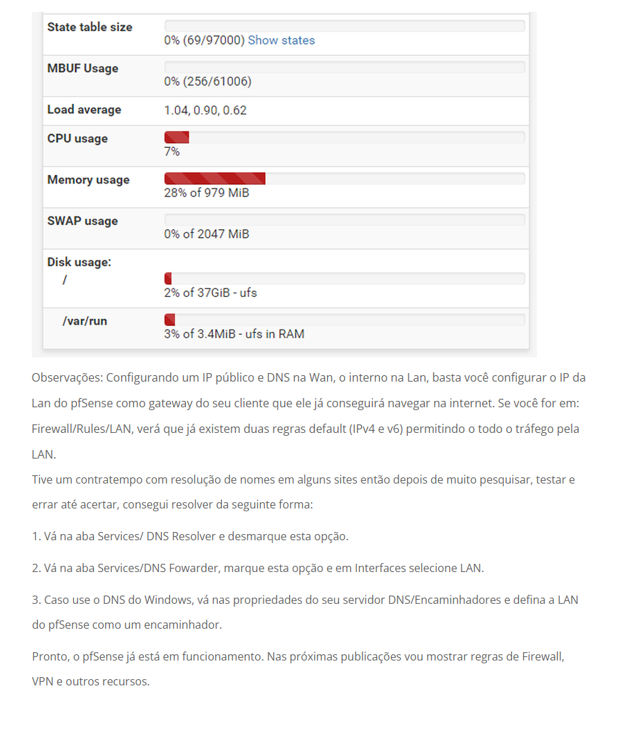 State table size
0% (69/97000) Show states
MBUF Usage
0% (256/61006)
Load average
1.04, 0.90, 0.62
CPU usage
7%
Memory usage
28% of 979 MiB
SWAP usage
0% of 2047 MiB
Disk usage:
/
2% of 37GiB - ufs
/var/run
3% of 3.4MiB - ufs in RAM
Observações: Configurando um IP público e DNS na Wan, o interno na Lan, basta você configurar o IP da
Lan do pfSense como gateway do seu cliente que ele já conseguirá navegar na internet. Se você for em:
Firewall/Rules/LAN, verá que já existem duas regras default (IPv4 e v6) permitindo o todo o tráfego pela
LAN.
Tive um contratempo com resolução de nomes em alguns sites então depois de muito pesquisar, testar e
errar até acertar, consegui resolver da seguinte forma:
1. Vá na aba Services/ DNS Resolver e desmarque esta opção.
2. Vá na aba Services/DNS Fowarder, marque esta opção e em Interfaces selecione LAN.
3. Caso use o DNS do Windows, vá nas propriedades do seu servidor DNS/Encaminhadores e defina a LAN
do pfSense como um encaminhador.
Pronto, o pfSense já está em funcionamento. Nas próximas publicações vou mostrar regras de Firewall,
VPN e outros recursos.